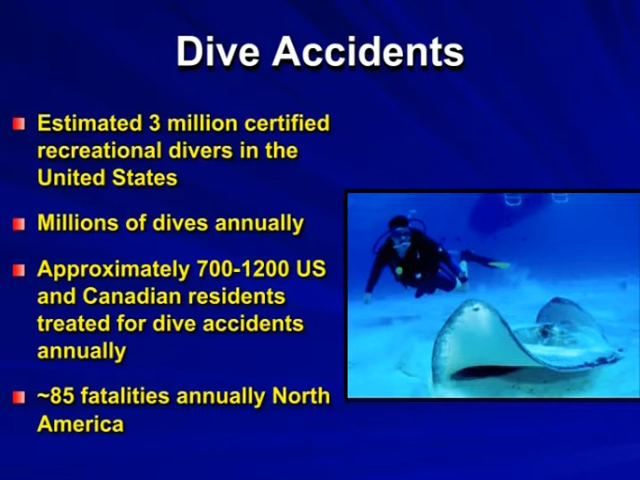 Dive Accidents
Estimated 3 million certified
recreational divers in the
United States
Millions of dives annually
Approximately 700-1200 US
and Canadian residents
treated for dive accidents
annually
~85 fatalities annually North
America